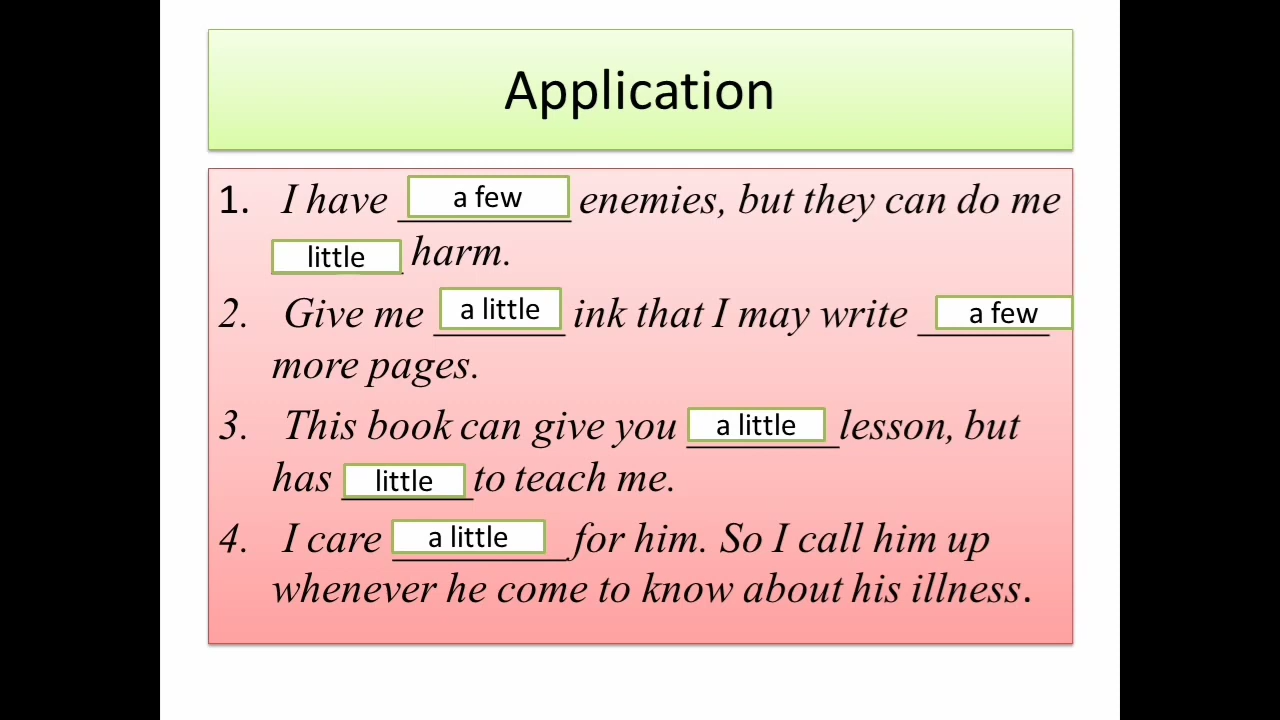 Application
1. I have a few enemies, but they can do me
little harm.
2. Give me a little ink that I may write a few
more pages.
3. This book can give you a little lesson, but
has little to teach me.
4. I care a little for him. So I call him up
whenever he come to know about his illness.